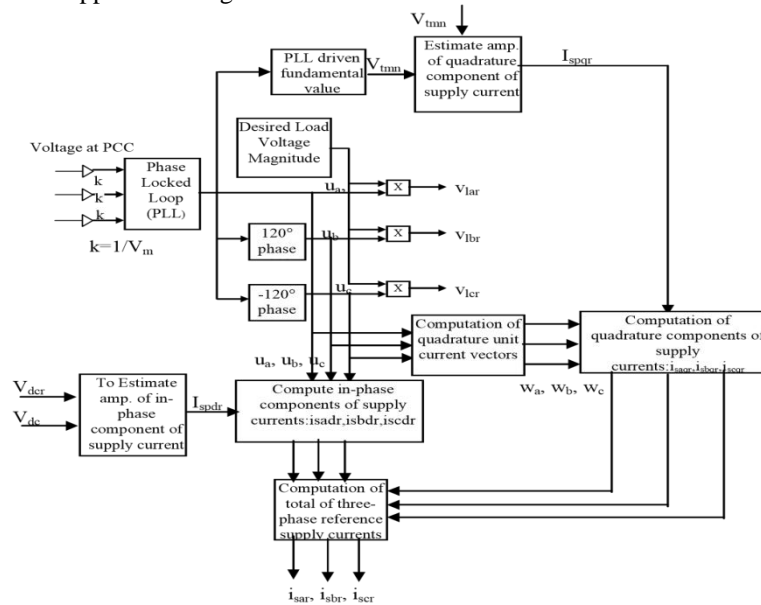 V_tmn
PLL driven
fundamental
value
V_tmn
Estimate amp.
of quadrature
component of
supply current
I_spqr
Desired Load
Voltage
Magnitude
Voltage at PCC
k
k
k
Phase
Locked
Loop
(PLL)
k=1/V_m
u_a,
X
v_lar
120°
phase
u_b
X
v_lbr
-120°
phase
u_c
X
v_lcr
Computation of
quadrature unit
current vectors
Computation of
quadrature components of
supply
currents:i_saqr,i_sbqr,i_scqr
u_a, u_b, u_c
w_a, w_b, w_c
V_dcr
V_dc
To Estimate
amp. of in-
phase
component of
supply current
I_spdr
Compute in-phase
components of supply
currents:isadr,isbdr,iscdr
Computation of
total of three-
phase reference
supply currents
i_sar, i_sbr, i_scr